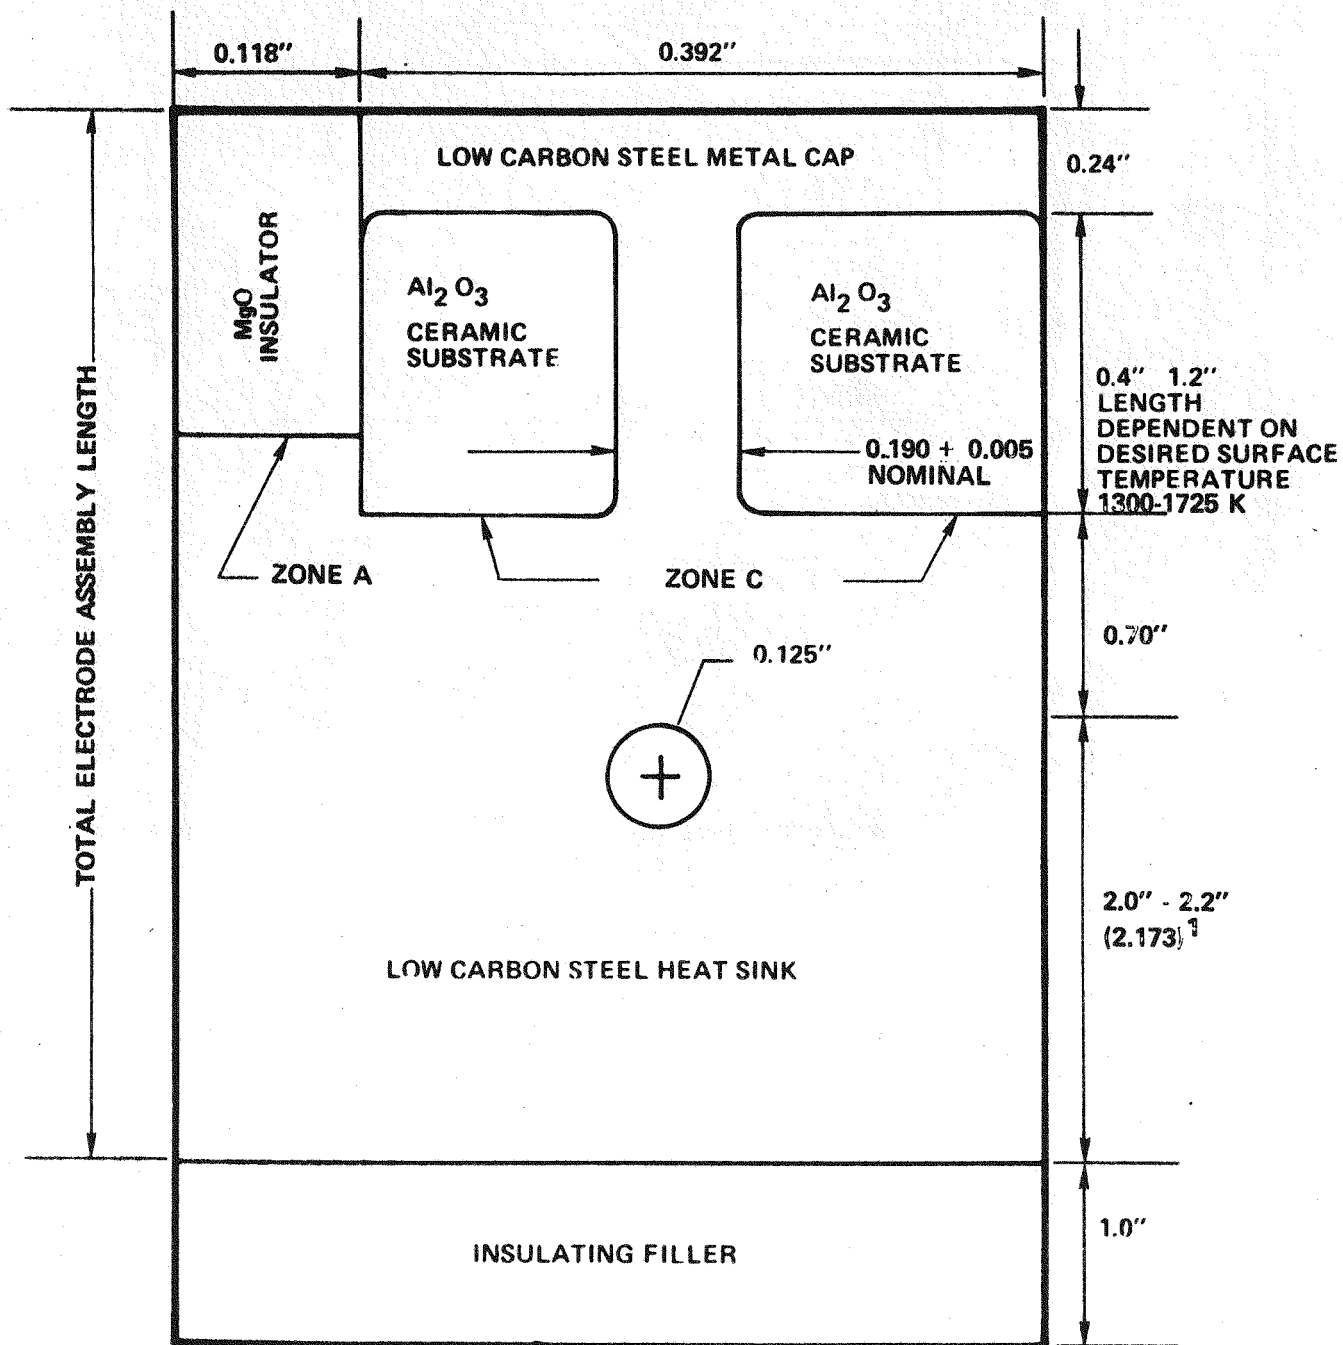 0.118"
0.392"
LOW CARBON STEEL METAL CAP
0.24"
MgO
INSULATOR
Al2 O3
CERAMIC
SUBSTRATE
Al2 O3
CERAMIC
SUBSTRATE
0.4" 1.2"
LENGTH
DEPENDENT ON
DESIRED SURFACE
TEMPERATURE
1300-1725 K
0.190 + 0.005
NOMINAL
TOTAL ELECTRODE ASSEMBLY LENGTH
ZONE A
ZONE C
0.70"
0.125"
2.0" - 2.2"
(2.173)1
LOW CARBON STEEL HEAT SINK
1.0"
INSULATING FILLER